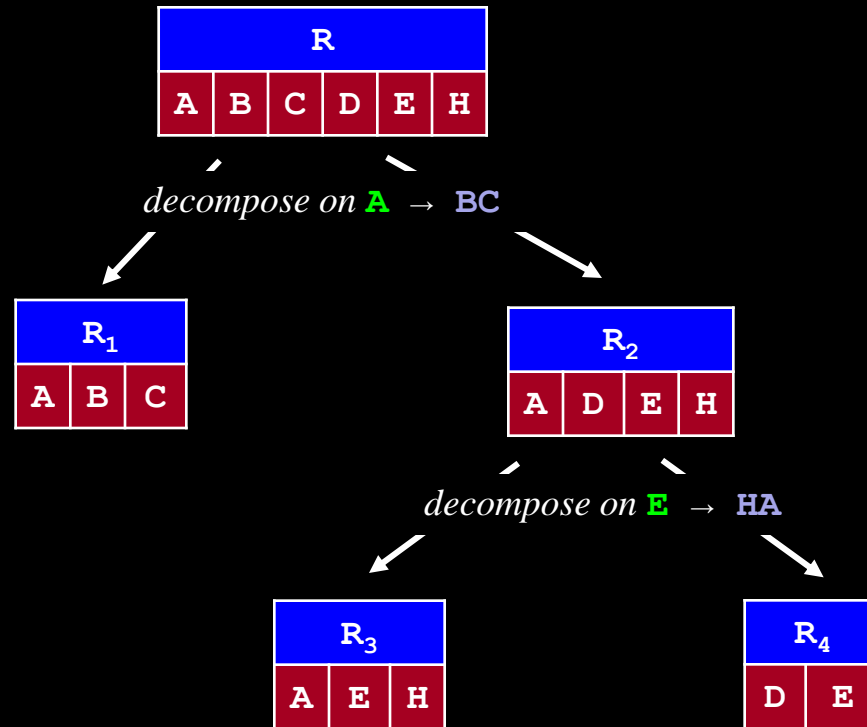 R
A B C D E H
decompose on A → BC
R₁
A B C
R₂
A D E H
decompose on E → HA
R₃
A E H
R₄
D E